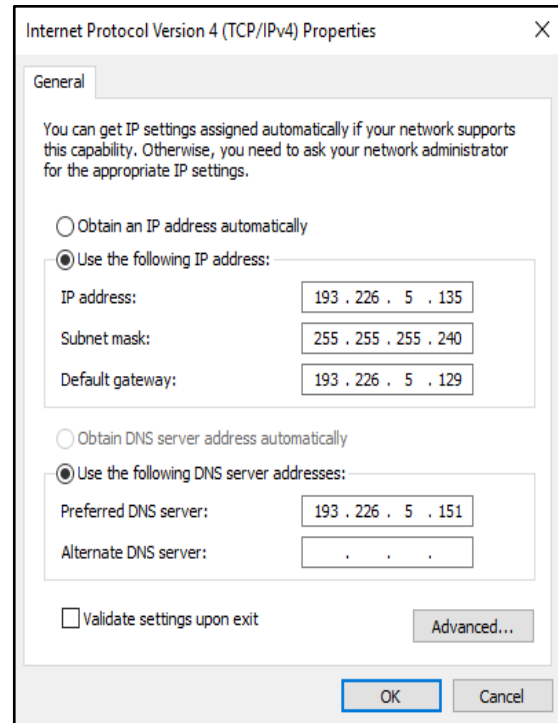 Internet Protocol Version 4 (TCP/IPv4) Properties
General
You can get IP settings assigned automatically if your network supports
this capability. Otherwise, you need to ask your network administrator
for the appropriate IP settings.
Obtain an IP address automatically
Use the following IP address:
IP address: 193 . 226 . 5 . 135
Subnet mask: 255 . 255 . 255 . 240
Default gateway: 193 . 226 . 5 . 129
Obtain DNS server address automatically
Use the following DNS server addresses:
Preferred DNS server: 193 . 226 . 5 . 151
Alternate DNS server: . . .
Validate settings upon exit
Advanced...
OK Cancel